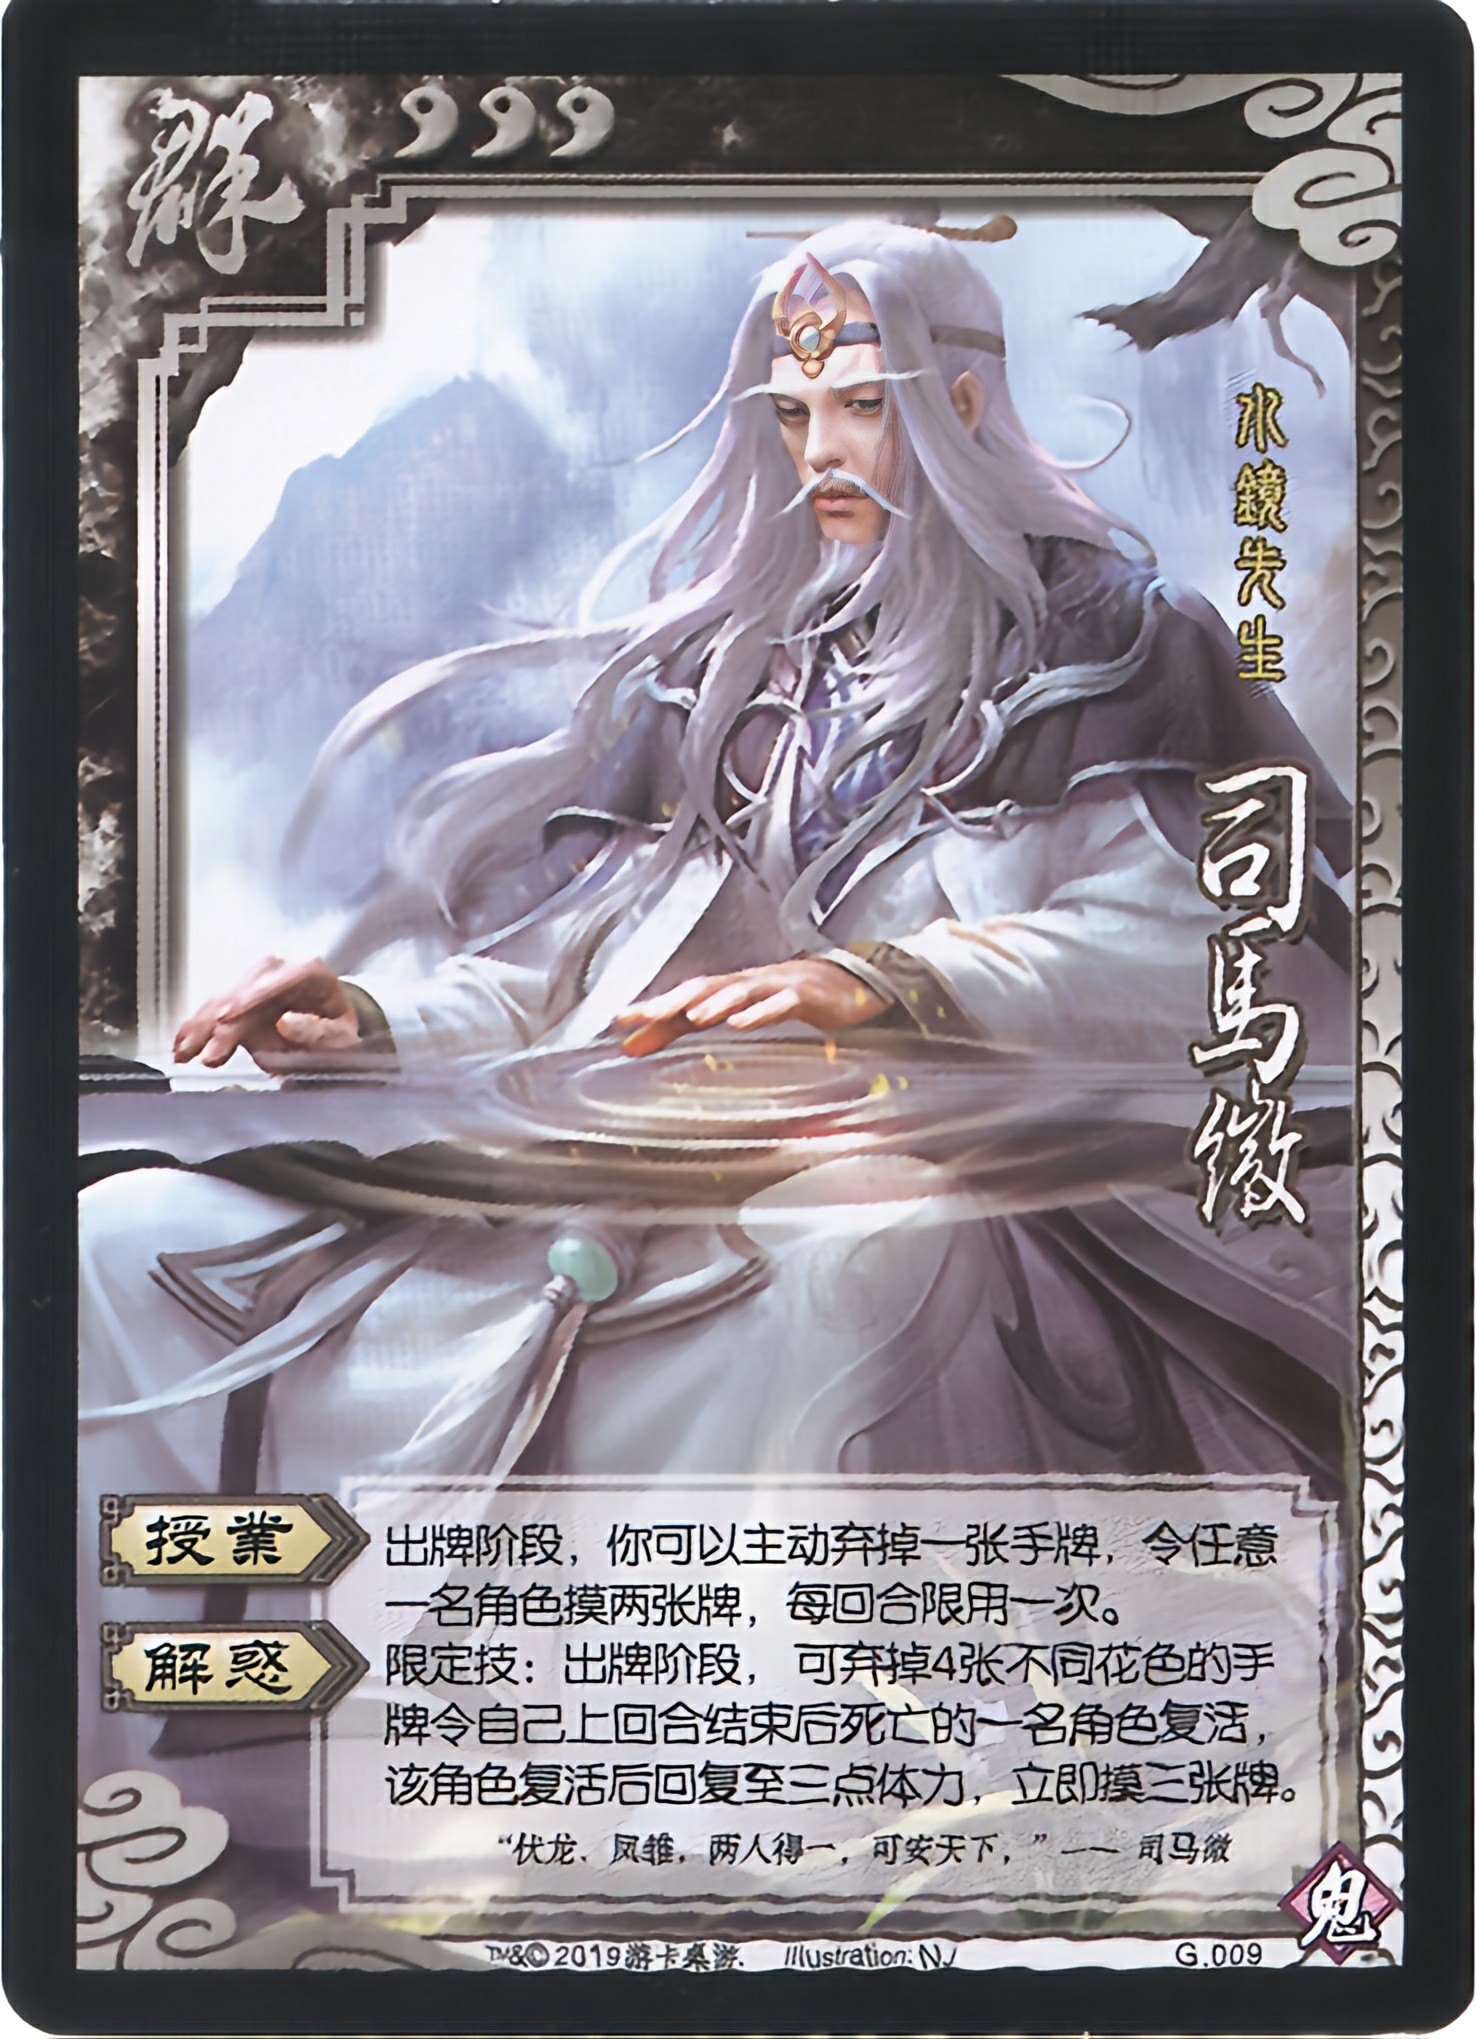 群
水鏡先生
司馬徽
授業
出牌阶段，你可以主动弃掉一张手牌，令任意
一名角色摸两张牌，每回合限用一次。
解惑
限定技：出牌阶段，可弃掉4张不同花色的手
牌令自己上回合结束后死亡的一名角色复活，
该角色复活后回复至三点体力，立即摸三张牌。
“伏龙、凤雏，两人得一，可安天下，”—— 司马徽
鬼
™&©2019游卡桌游. Illustration: NJ
G.009